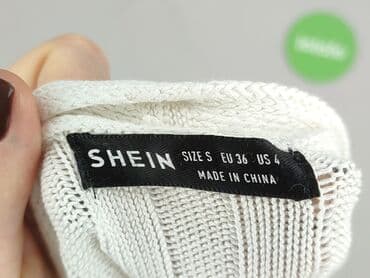 SHEIN SIZE S EU 36 US 4
MADE IN CHINA